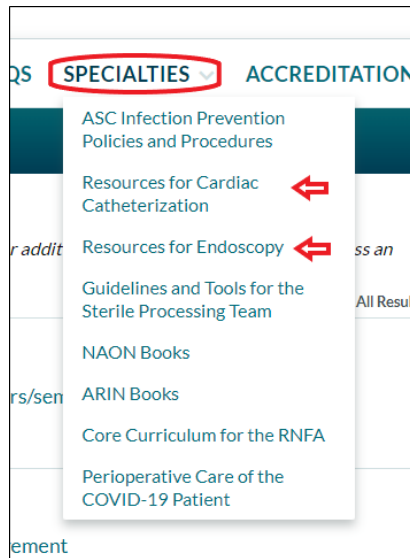 QS SPECIALTIES ACCREDITATION
ASC Infection Prevention
Policies and Procedures
Resources for Cardiac
Catheterization
r addit
Resources for Endoscopy
ss an
Guidelines and Tools for the
Sterile Processing Team
All Resul
NAON Books
rs/sem
ARIN Books
Core Curriculum for the RNFA
Perioperative Care of the
COVID-19 Patient
ement